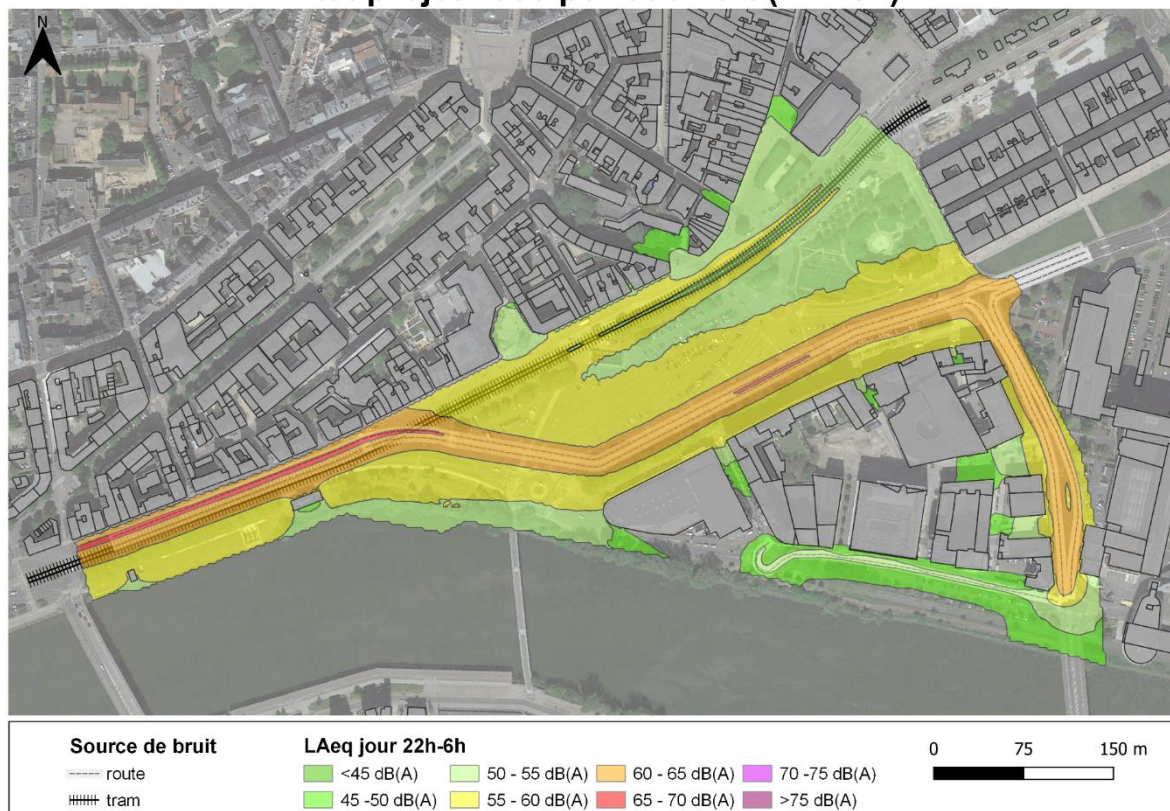 N
Source de bruit
route
tram
LAeq jour 22h-6h
<45 dB(A)
45 -50 dB(A)
50 - 55 dB(A)
55 - 60 dB(A)
60 - 65 dB(A)
65 - 70 dB(A)
70 -75 dB(A)
>75 dB(A)
0 75 150 m